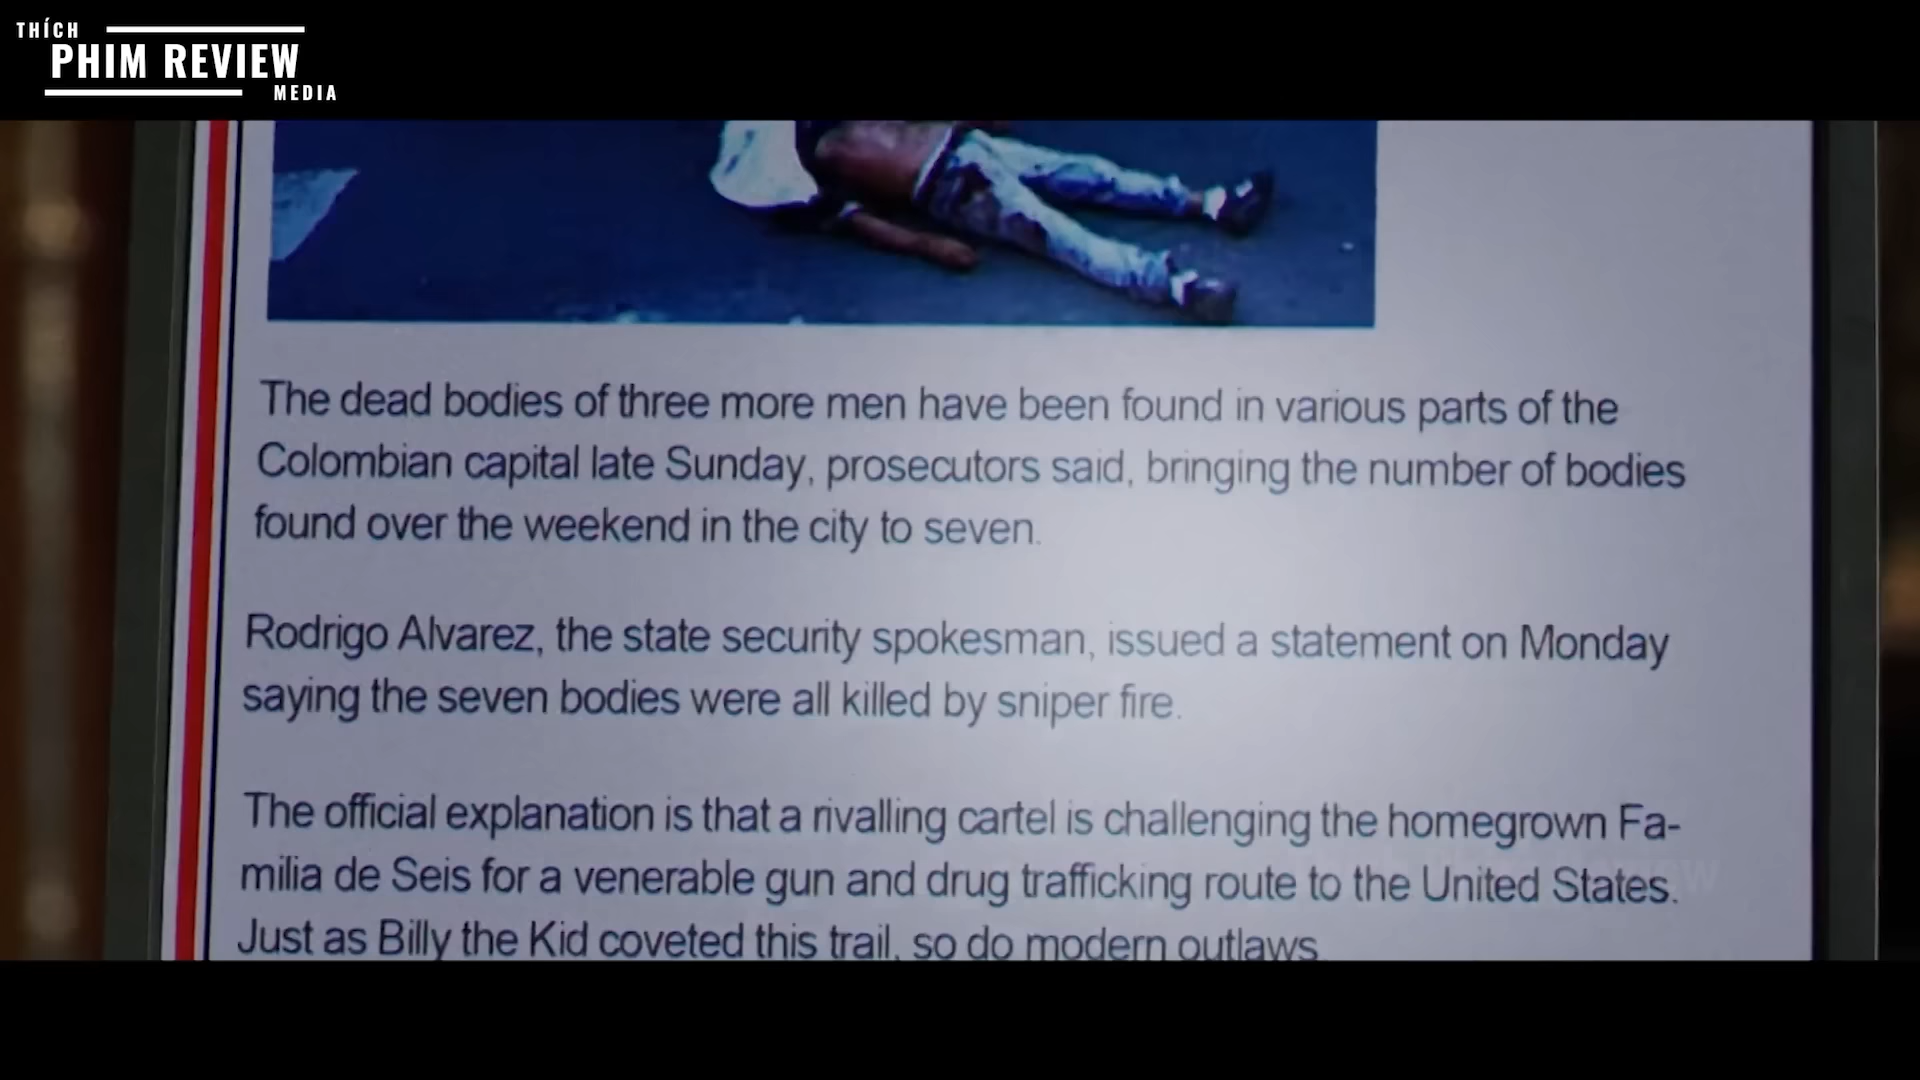 THÍCH
PHIM REVIEW
MEDIA
The dead bodies of three more men have been found in various parts of the
Colombian capital late Sunday, prosecutors said, bringing the number of bodies
found over the weekend in the city to seven.
Rodrigo Alvarez, the state security spokesman, issued a statement on Monday
saying the seven bodies were all killed by sniper fire.
The official explanation is that a rivalling cartel is challenging the homegrown Fa-
milia de Seis for a venerable gun and drug trafficking route to the United States.
Just as Billy the Kid coveted this trail, so do modern outlaws